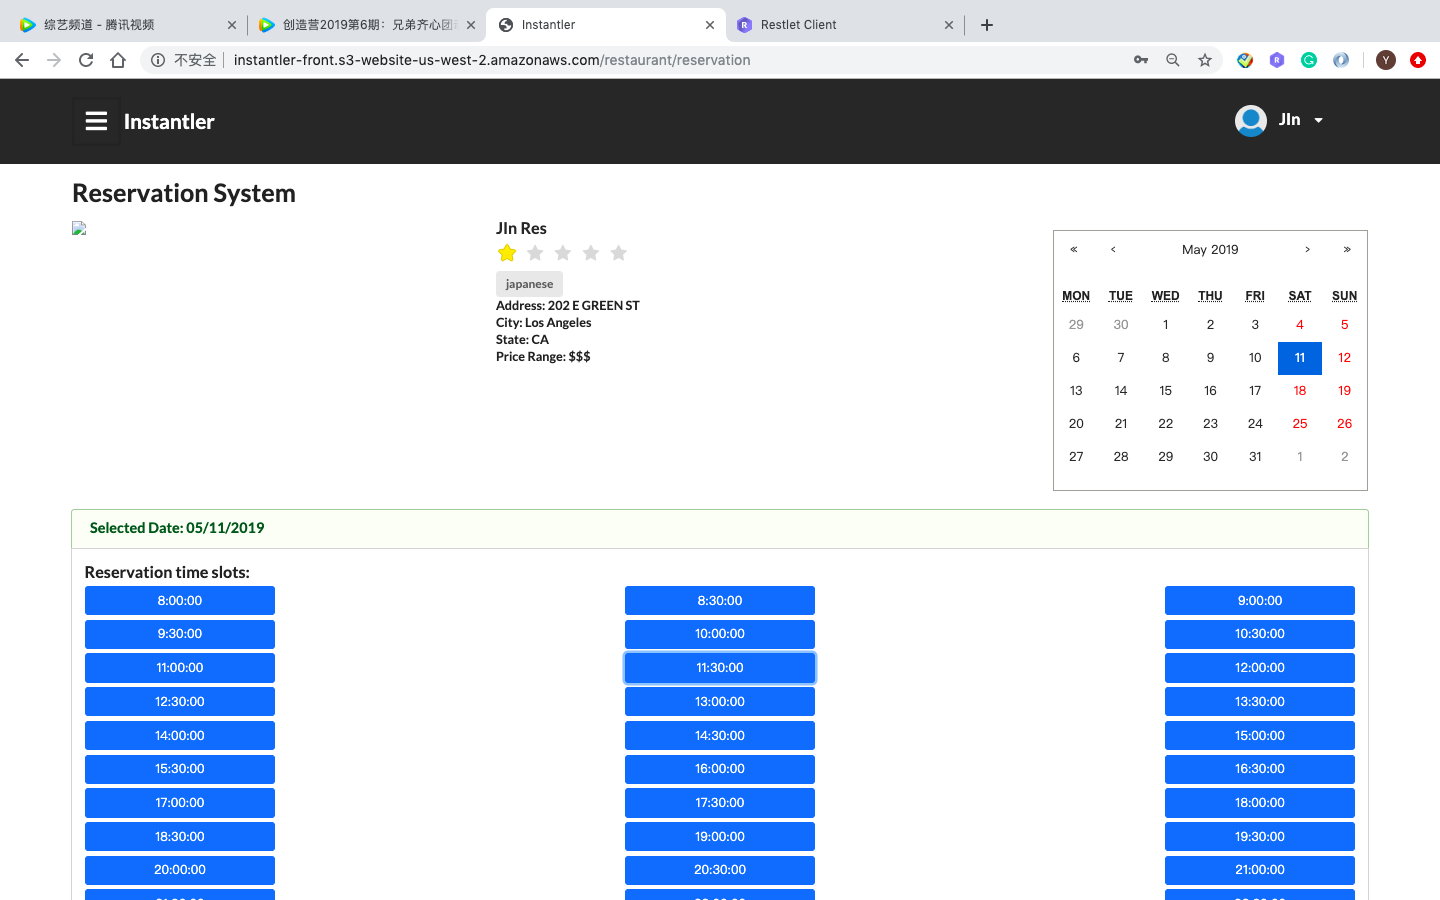 综艺频道 - 腾讯视频
创造营2019第6期：兄弟齐心团
Instantler
Restlet Client
不安全
instantler-front.s3-website-us-west-2.amazonaws.com/restaurant/reservation
Y
Instantler
JIn
Reservation System
JIn Res
japanese
Address: 202 E GREEN ST
City: Los Angeles
State: CA
Price Range: $$$
« ‹ May 2019 › »
MON TUE WED THU FRI SAT SUN
29 30 1 2 3 4 5
6 7 8 9 10 11 12
13 14 15 16 17 18 19
20 21 22 23 24 25 26
27 28 29 30 31 1 2
Selected Date: 05/11/2019
Reservation time slots:
8:00:00 8:30:00 9:00:00
9:30:00 10:00:00 10:30:00
11:00:00 11:30:00 12:00:00
12:30:00 13:00:00 13:30:00
14:00:00 14:30:00 15:00:00
15:30:00 16:00:00 16:30:00
17:00:00 17:30:00 18:00:00
18:30:00 19:00:00 19:30:00
20:00:00 20:30:00 21:00:00